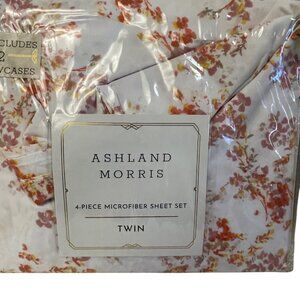 2
ASHLAND
MORRIS
4-PIECE MICROFIBER SHEET SET
TWIN